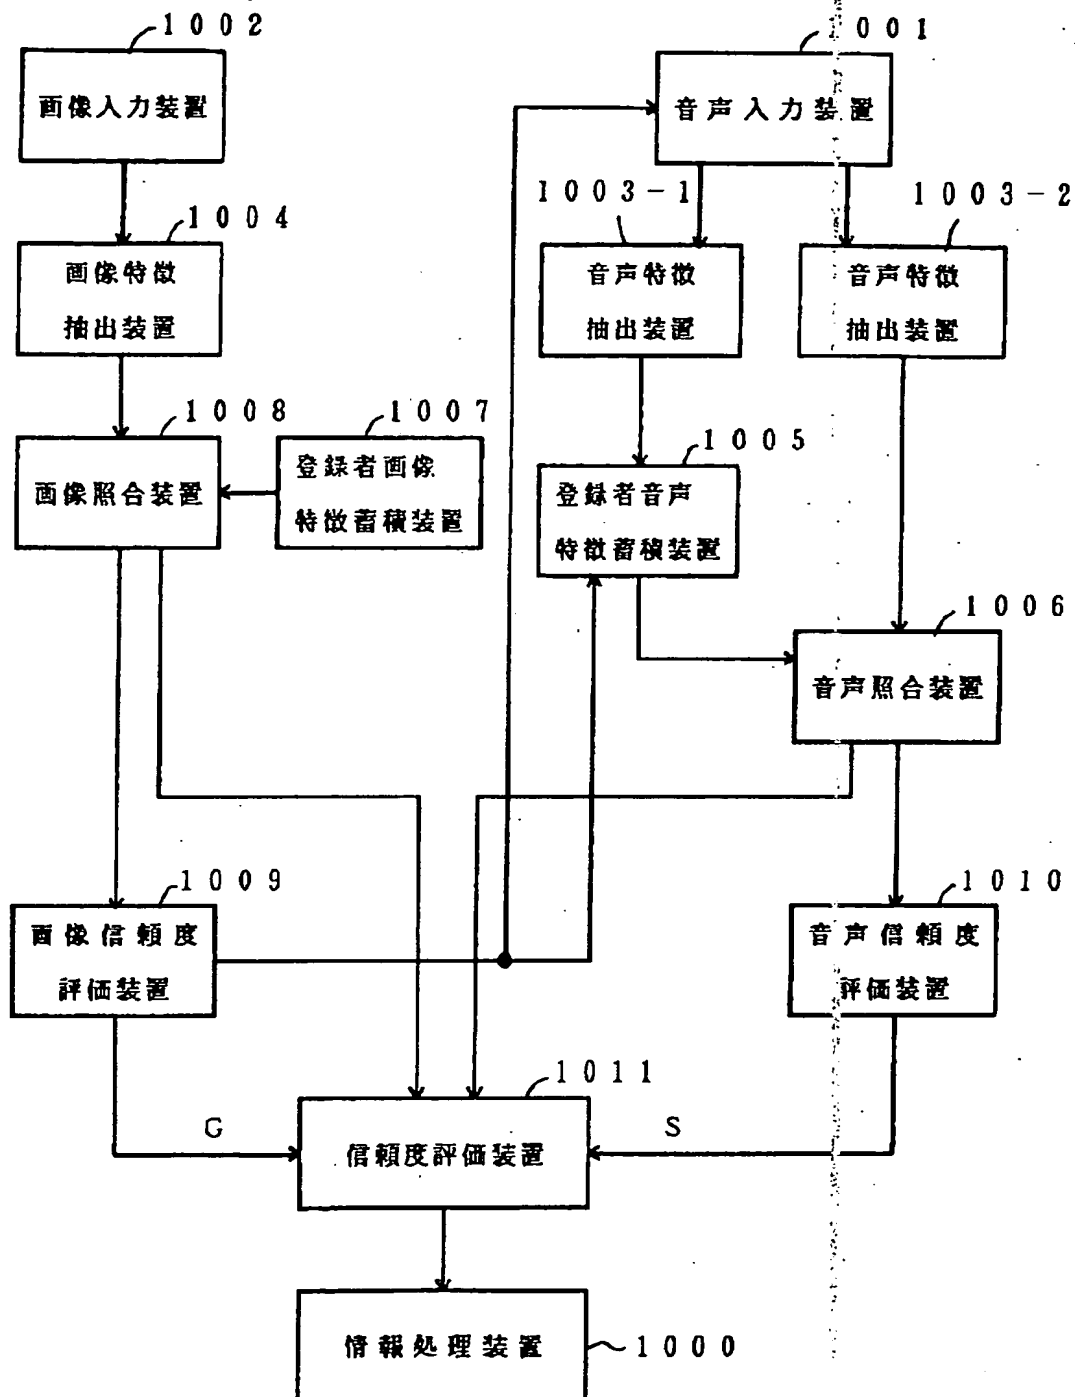 1002
画像入力装置
1001
音声入力装置
1004
画像特徴
抽出装置
1003-1
音声特徴
抽出装置
1003-2
音声特徴
抽出装置
1008
画像照合装置
1007
登録者画像
特徴蓄積装置
1005
登録者音声
特徴蓄積装置
1006
音声照合装置
1009
画像信頼度
評価装置
1010
音声信頼度
評価装置
1011
G
信頼度評価装置
S
情報処理装置
1000